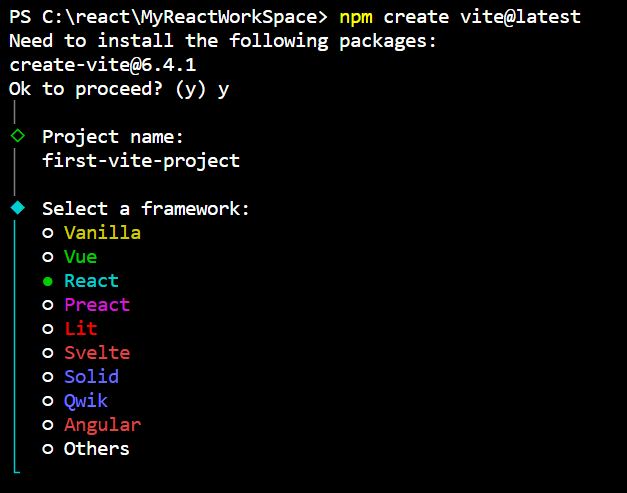 PS C:\react\MyReactWorkSpace> npm create vite@latest
Need to install the following packages:
create-vite@6.4.1
Ok to proceed? (y) y
Project name:
first-vite-project
Select a framework:
Vanilla
Vue
React
Preact
Lit
Svelte
Solid
Qwik
Angular
Others